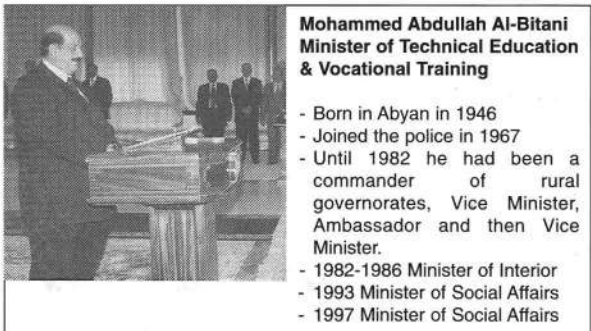 Mohammed Abdullah Al-Bitani
Minister of Technical Education
& Vocational Training
- Born in Abyan in 1946
- Joined the police in 1967
- Until 1982 he had been a
commander of rural
governorates, Vice Minister,
Ambassador and then Vice
Minister.
- 1982-1986 Minister of Interior
- 1993 Minister of Social Affairs
- 1997 Minister of Social Affairs